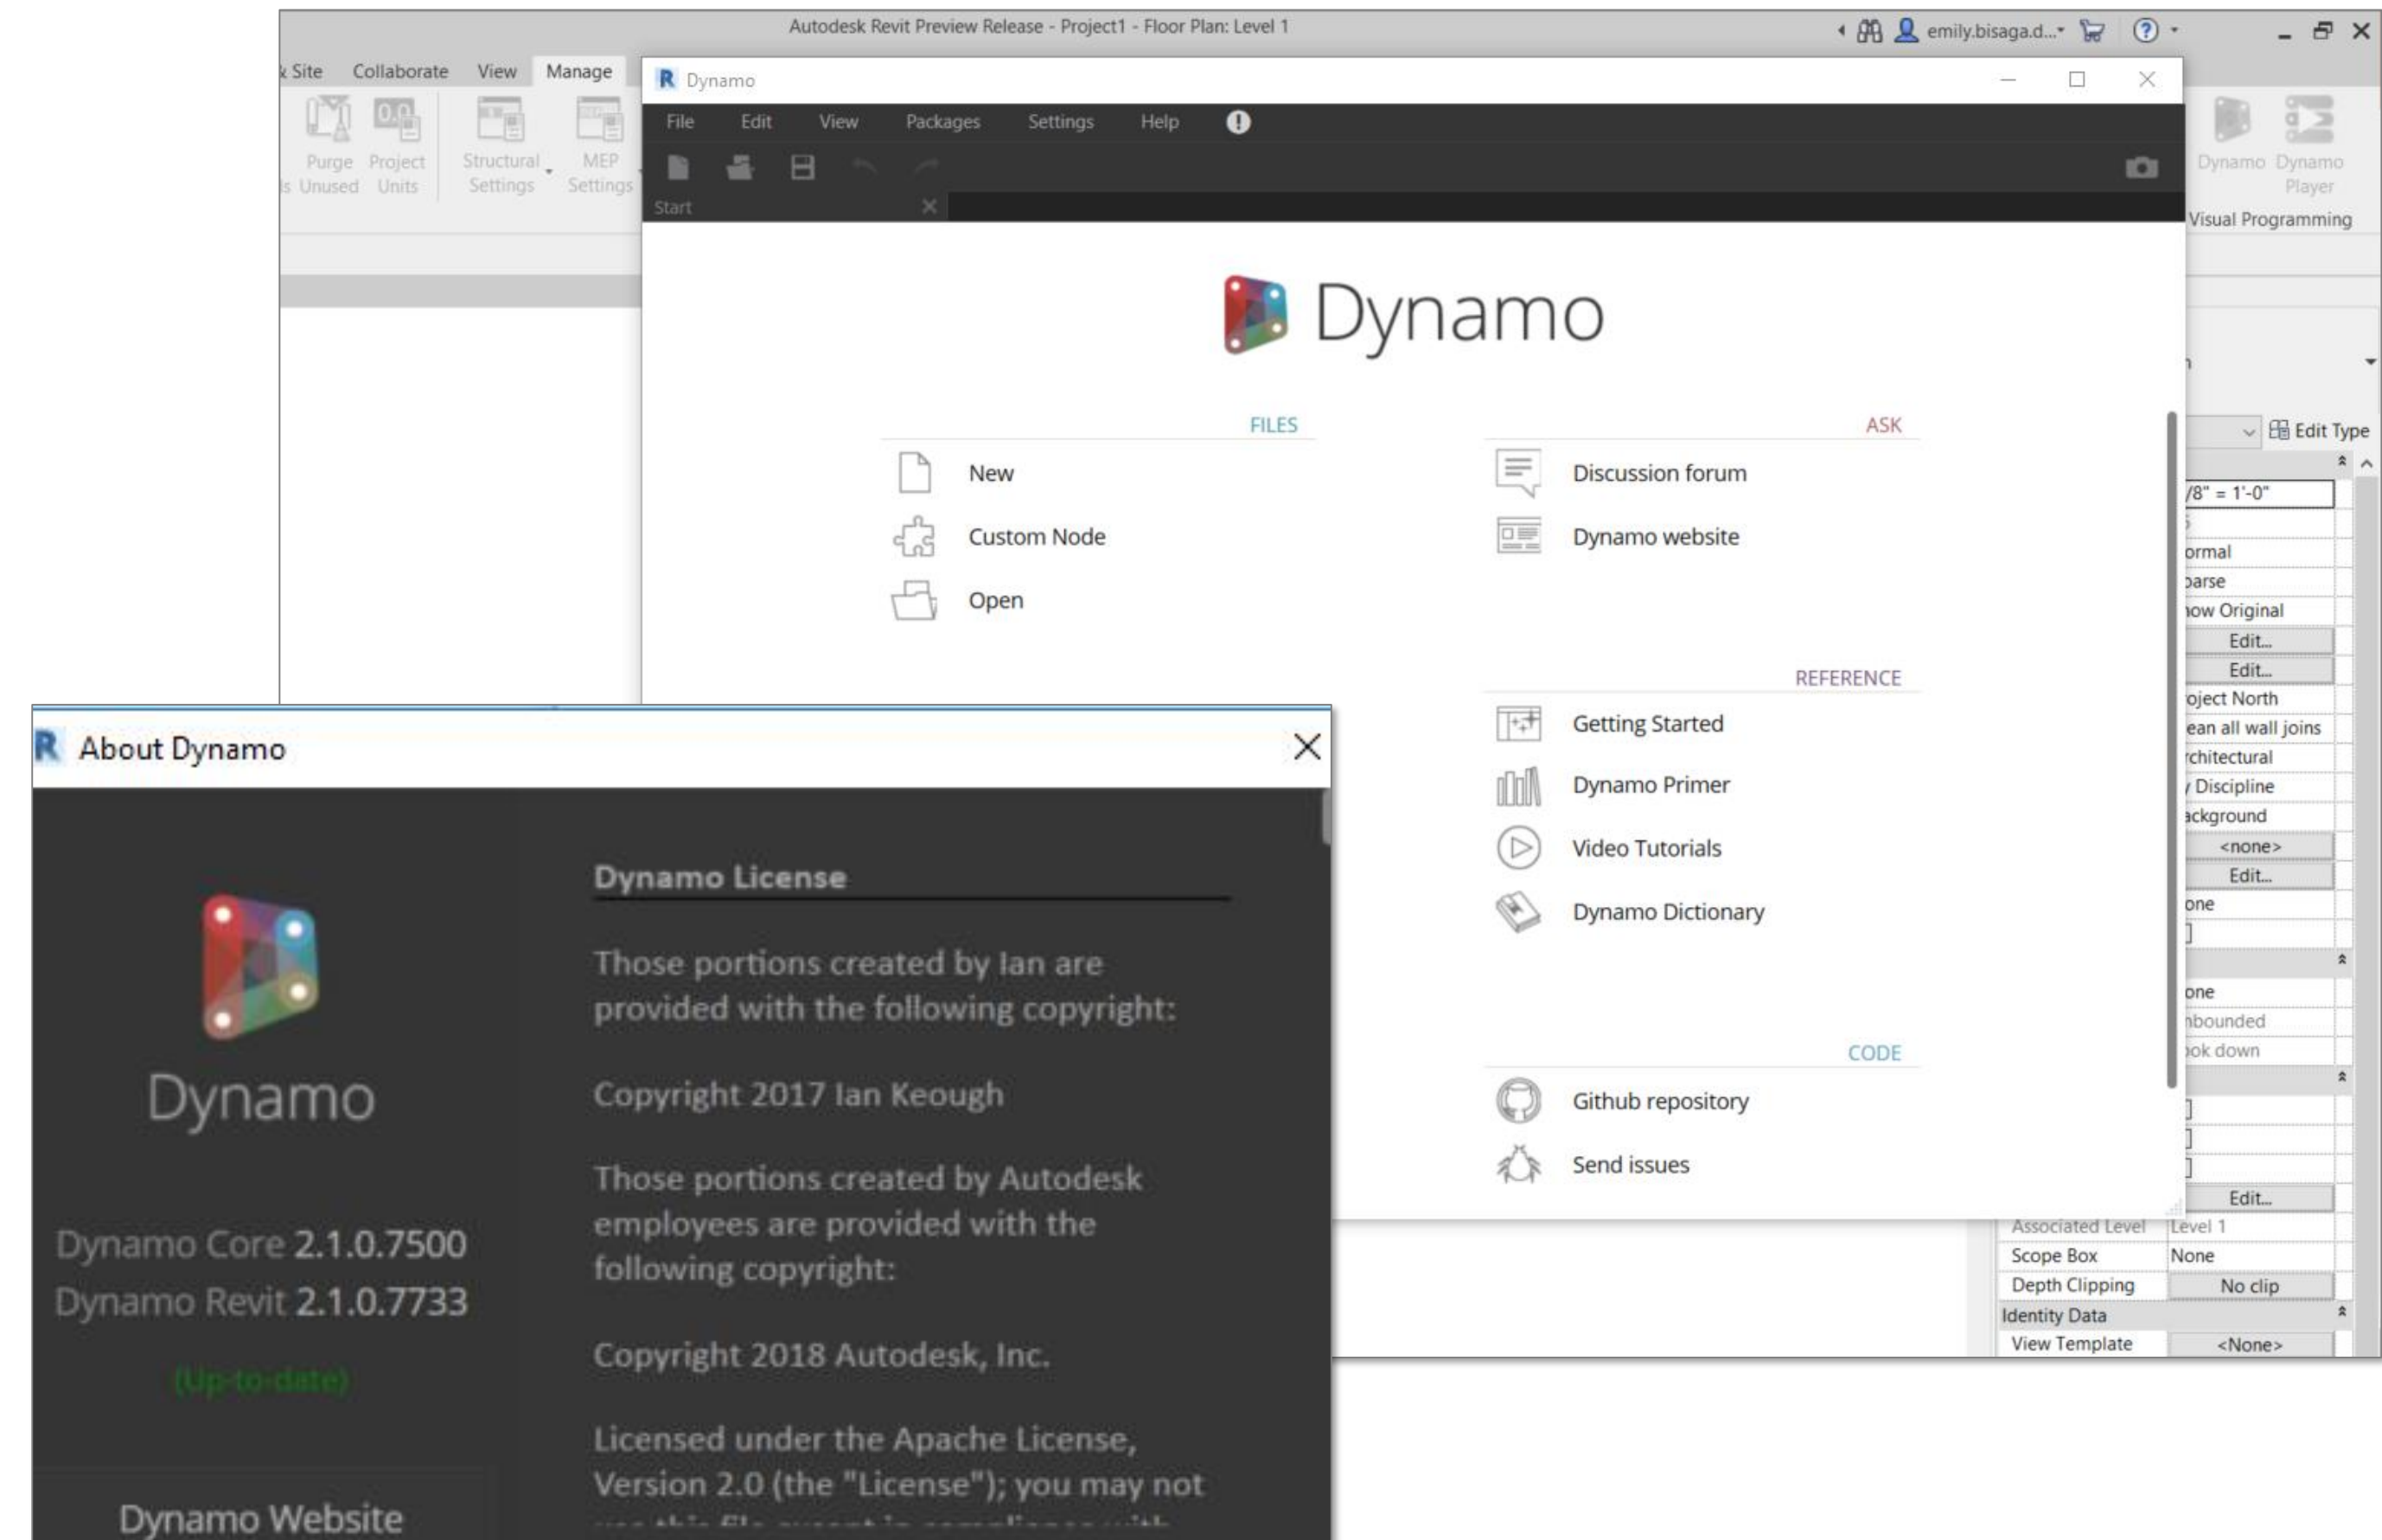 Autodesk Revit Preview Release - Project1 - Floor Plan: Level 1
emily.bisaga.d...
& Site Collaborate View Manage
Purge Unused
Project Units
Structural Settings
MEP Settings
Dynamo
Dynamo Player
Visual Programming
R Dynamo
File Edit View Packages Settings Help
Start
Dynamo
FILES
New
Custom Node
Open
ASK
Discussion forum
Dynamo website
REFERENCE
Getting Started
Dynamo Primer
Video Tutorials
Dynamo Dictionary
CODE
Github repository
Send issues
Edit Type
/8" = 1'-0"
ormal
oarse
how Original
Edit...
Edit...
oject North
ean all wall joins
rchitectural
y Discipline
ackground
<none>
Edit...
one
one
nbounded
ook down
Edit...
Associated Level Level 1
Scope Box None
Depth Clipping No clip
Identity Data
View Template <None>
R About Dynamo
Dynamo
Dynamo Core 2.1.0.7500
Dynamo Revit 2.1.0.7733
(Up-to-date)
Dynamo Website
Dynamo License
Those portions created by Ian are
provided with the following copyright:
Copyright 2017 Ian Keough
Those portions created by Autodesk
employees are provided with the
following copyright:
Copyright 2018 Autodesk, Inc.
Licensed under the Apache License,
Version 2.0 (the "License"); you may not